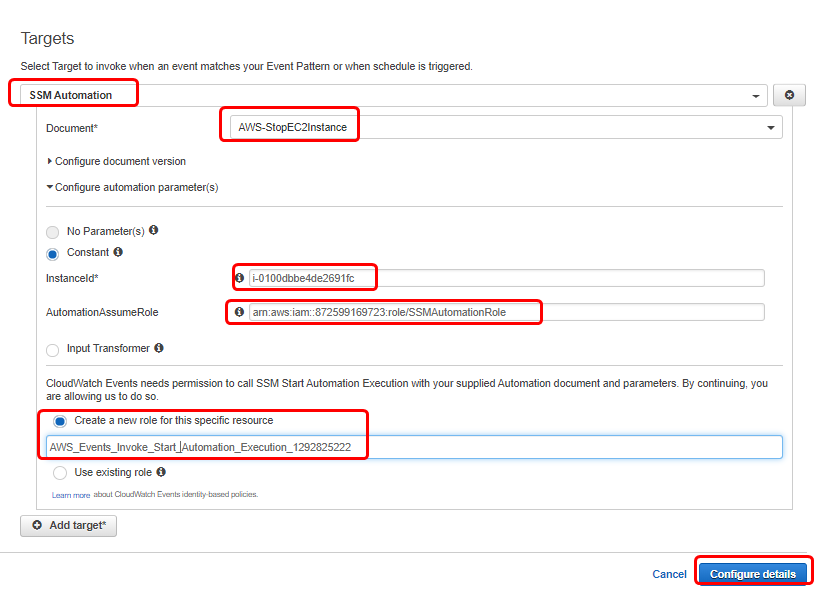 Targets
Select Target to invoke when an event matches your Event Pattern or when schedule is triggered.
SSM Automation
Document*
AWS-StopEC2Instance
Configure document version
Configure automation parameter(s)
No Parameter(s)
Constant
InstanceId*
i-0100dbbe4de2691fc
AutomationAssumeRole
arn:aws:iam::872599169723:role/SSMAutomationRole
Input Transformer
CloudWatch Events needs permission to call SSM Start Automation Execution with your supplied Automation document and parameters. By continuing, you
are allowing us to do so.
Create a new role for this specific resource
AWS_Events_Invoke_Start_Automation_Execution_1292825222
Use existing role
Learn more about CloudWatch Events identity-based policies.
Add target*
Cancel
Configure details